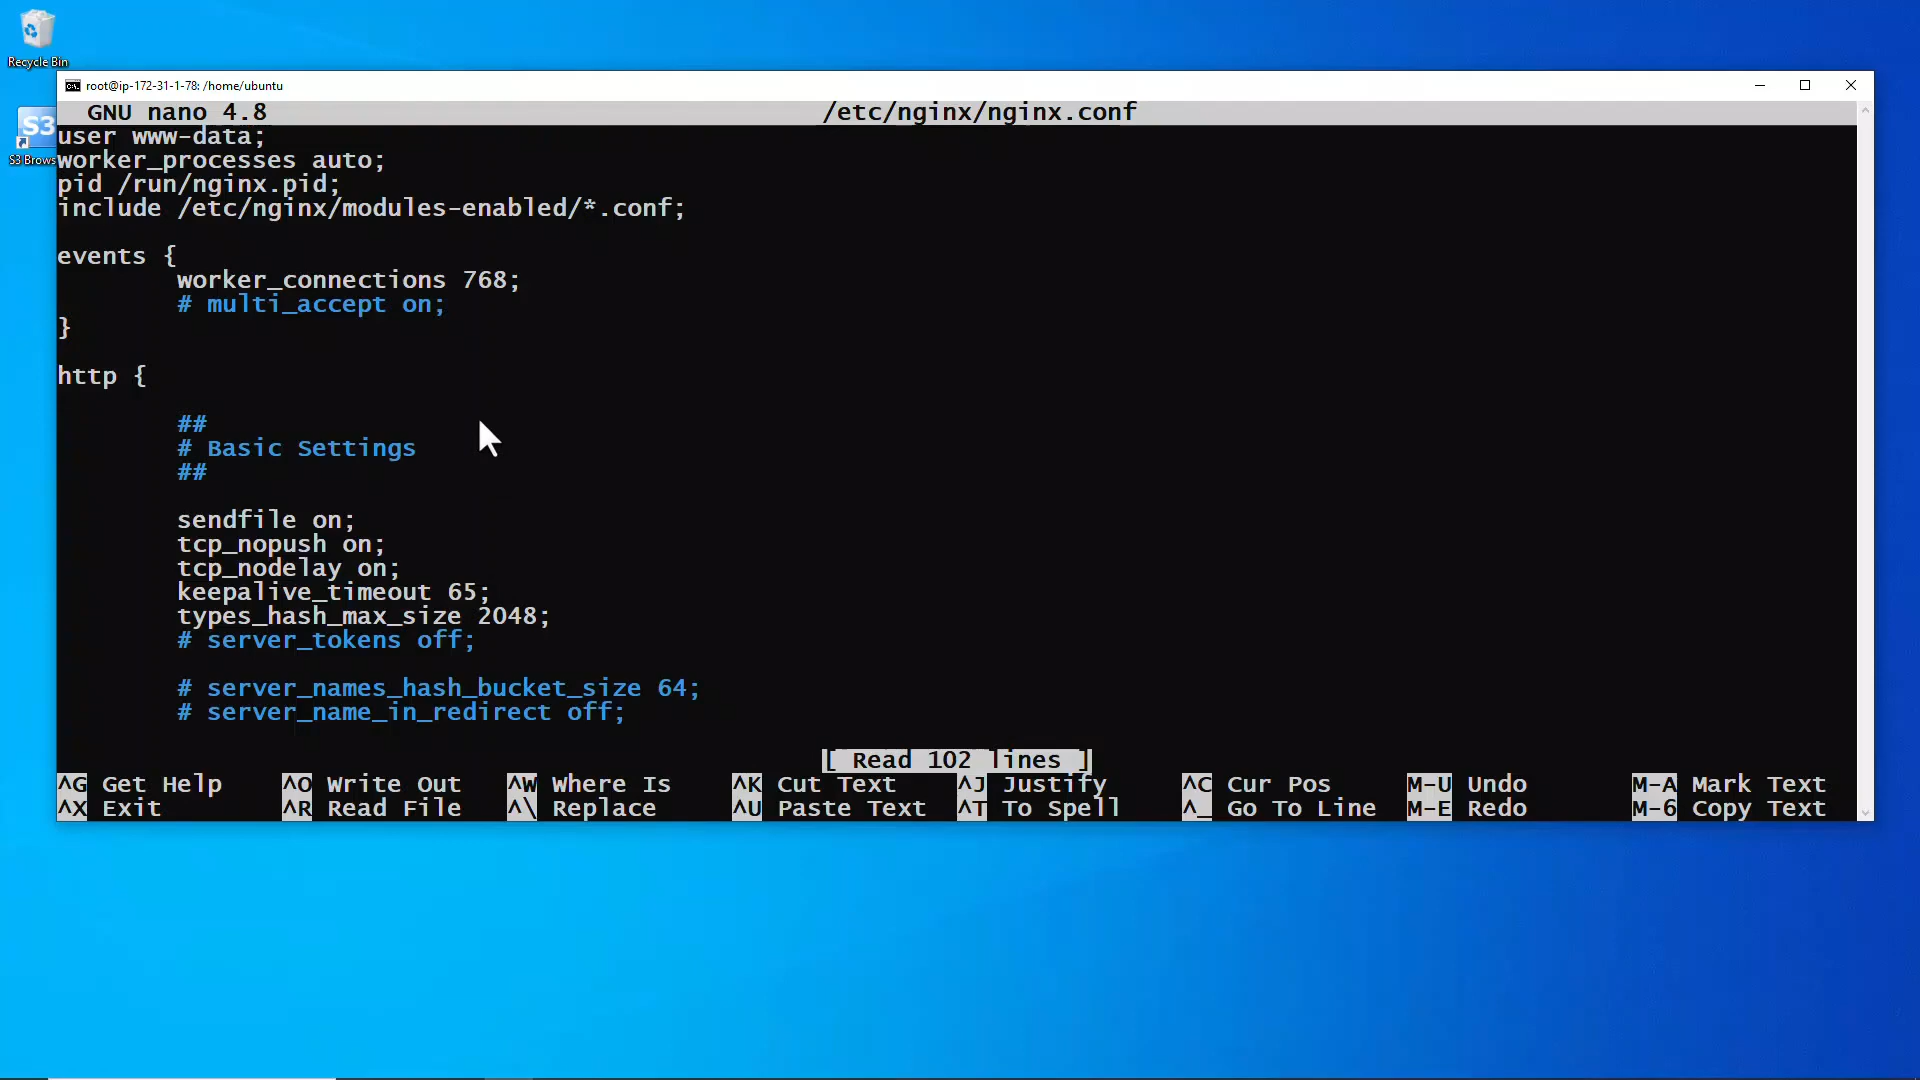 Recycle Bin
S3
S3 Brows
root@ip-172-31-1-78: /home/ubuntu
GNU nano 4.8 /etc/nginx/nginx.conf
user www-data;
worker_processes auto;
pid /run/nginx.pid;
include /etc/nginx/modules-enabled/*.conf;
events {
worker_connections 768;
# multi_accept on;
}
http {
##
# Basic Settings
##
sendfile on;
tcp_nopush on;
tcp_nodelay on;
keepalive_timeout 65;
types_hash_max_size 2048;
# server_tokens off;
# server_names_hash_bucket_size 64;
# server_name_in_redirect off;
[ Read 102 lines ]
^G Get Help ^O Write Out ^W Where Is ^K Cut Text ^J Justify ^C Cur Pos M-U Undo M-A Mark Text
^X Exit ^R Read File ^\ Replace ^U Paste Text ^T To Spell ^_ Go To Line M-E Redo M-6 Copy Text